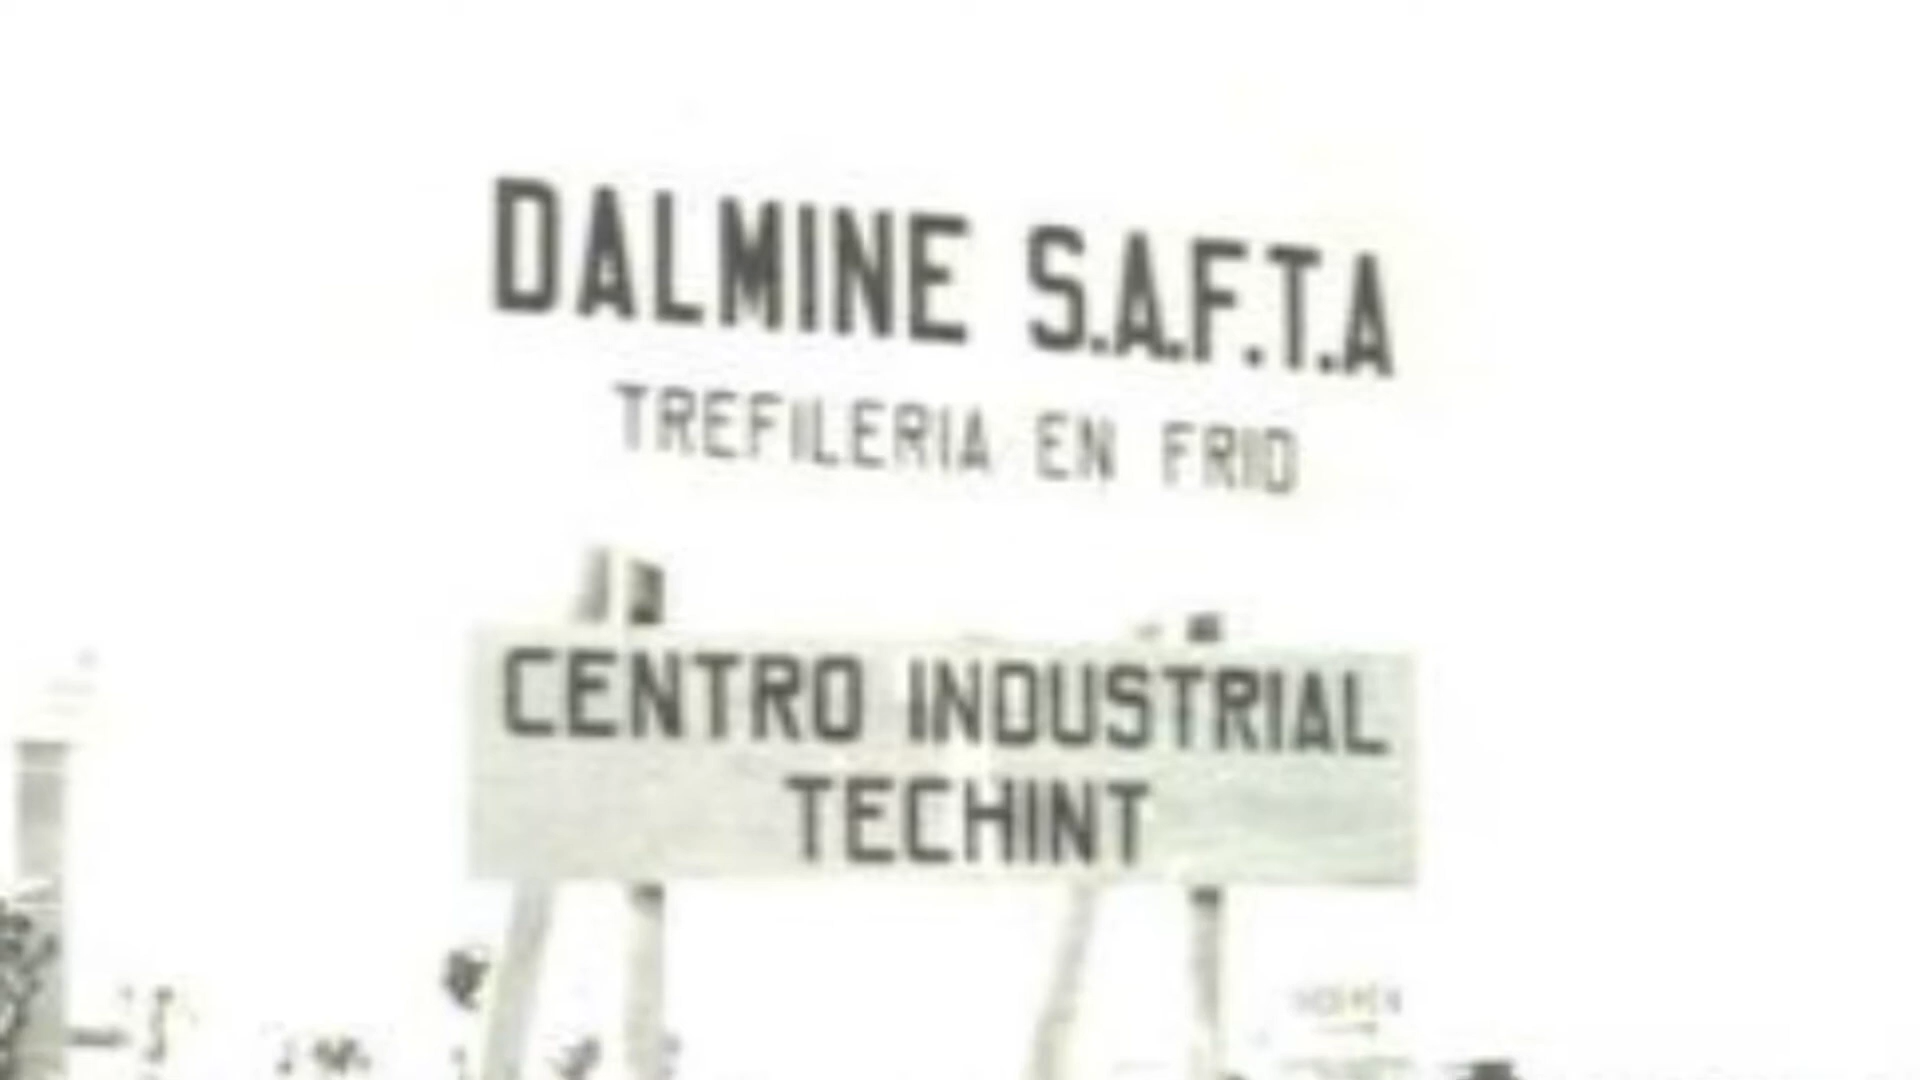 DALMINE S.A.F.T.A
TREFILERIA EN FRIO
CENTRO INDUSTRIAL
TECHINT